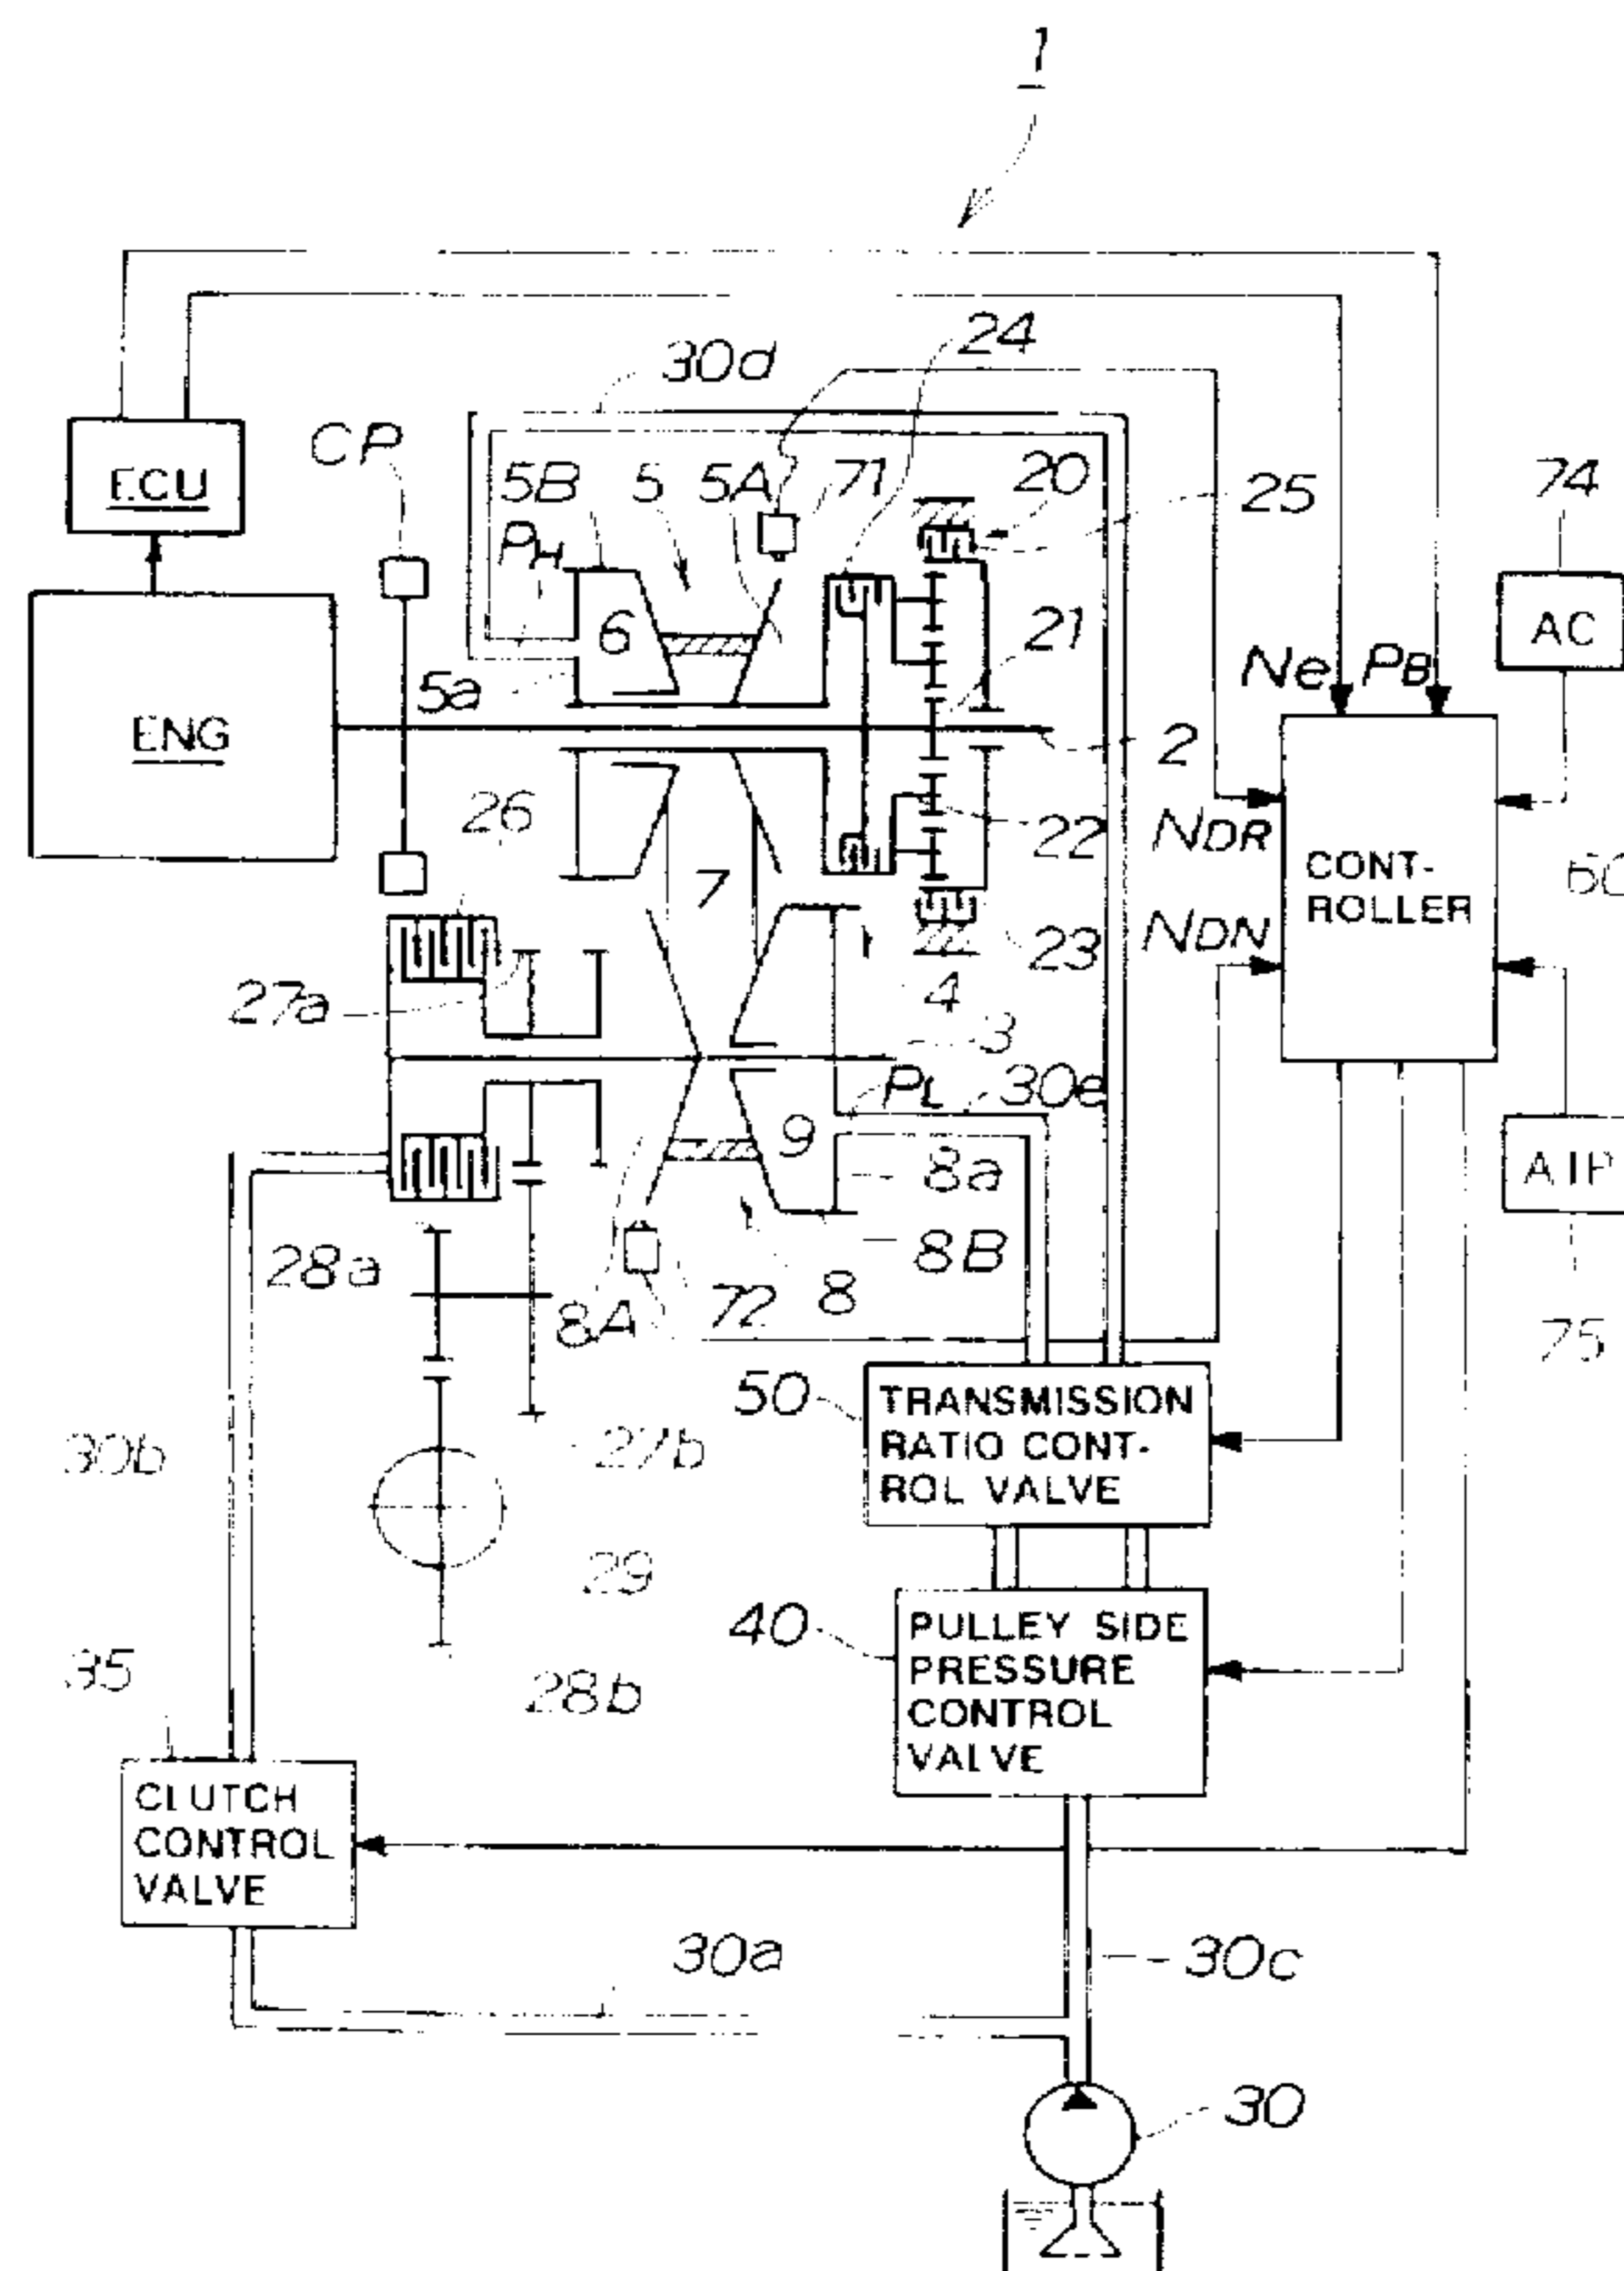 1
24
30d
CP
ECU
5B
5
5A
71
20
25
74
PH
6
21
AC
5a
Ne
PB
ENG
2
26
22
NDR
CONT-
ROLLER
7
23
NDN
27a
4
3
PL
30e
9
8a
28a
8A
72
8
8B
75
50
TRANSMISSION
RATIO CONT-
ROL VALVE
30b
27b
29
40
PULLEY SIDE
PRESSURE
CONTROL
VALVE
35
28b
CLUTCH
CONTROL
VALVE
30a
30c
30